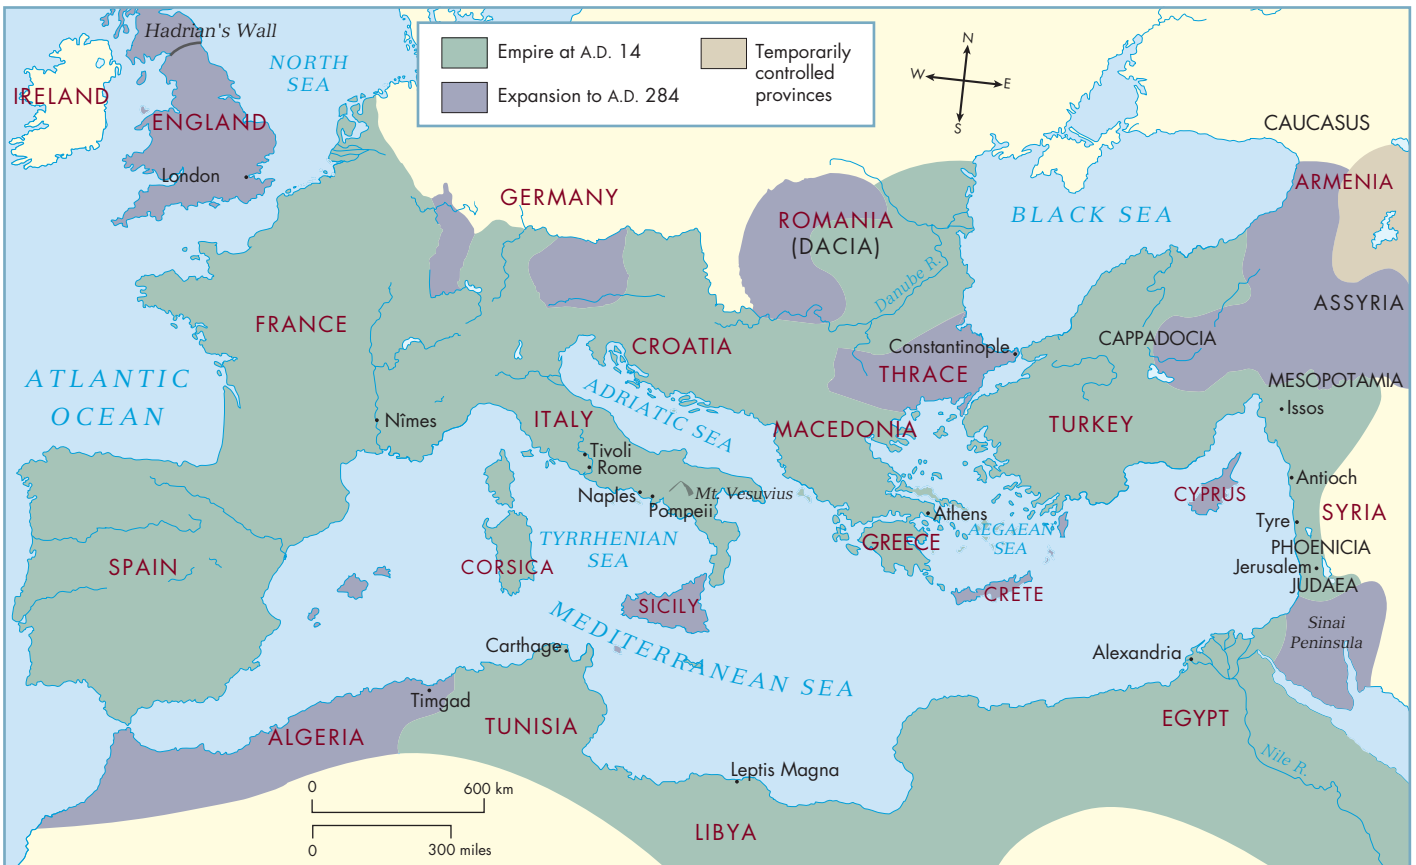 Hadrian's Wall
NORTH
SEA
IRELAND
ENGLAND
London
Empire at A.D. 14
Expansion to A.D. 284
Temporarily
controlled
provinces
N
W
E
S
CAUCASUS
ARMENIA
GERMANY
ROMANIA
(DACIA)
BLACK SEA
Danube R.
ASSYRIA
FRANCE
CROATIA
Constantinople
CAPPADOCIA
THRACE
MESOPOTAMIA
Issos
ATLANTIC
OCEAN
ADRIATIC SEA
Nîmes
ITALY
MACEDONIA
TURKEY
Tivoli
Rome
Naples
Pompeii
Mt. Vesuvius
Antioch
CYPRUS
Athens
AEGAEAN
SEA
GREECE
Tyre
SYRIA
PHOENICIA
Jerusalem
JUDAEA
TYRRHENIAN
SEA
SPAIN
CORSICA
SICILY
CRETE
MEDITERRANEAN SEA
Sinai
Peninsula
Carthage
Alexandria
Timgad
ALGERIA
TUNISIA
EGYPT
Nile R.
Leptis Magna
LIBYA
0
600 km
0
300 miles